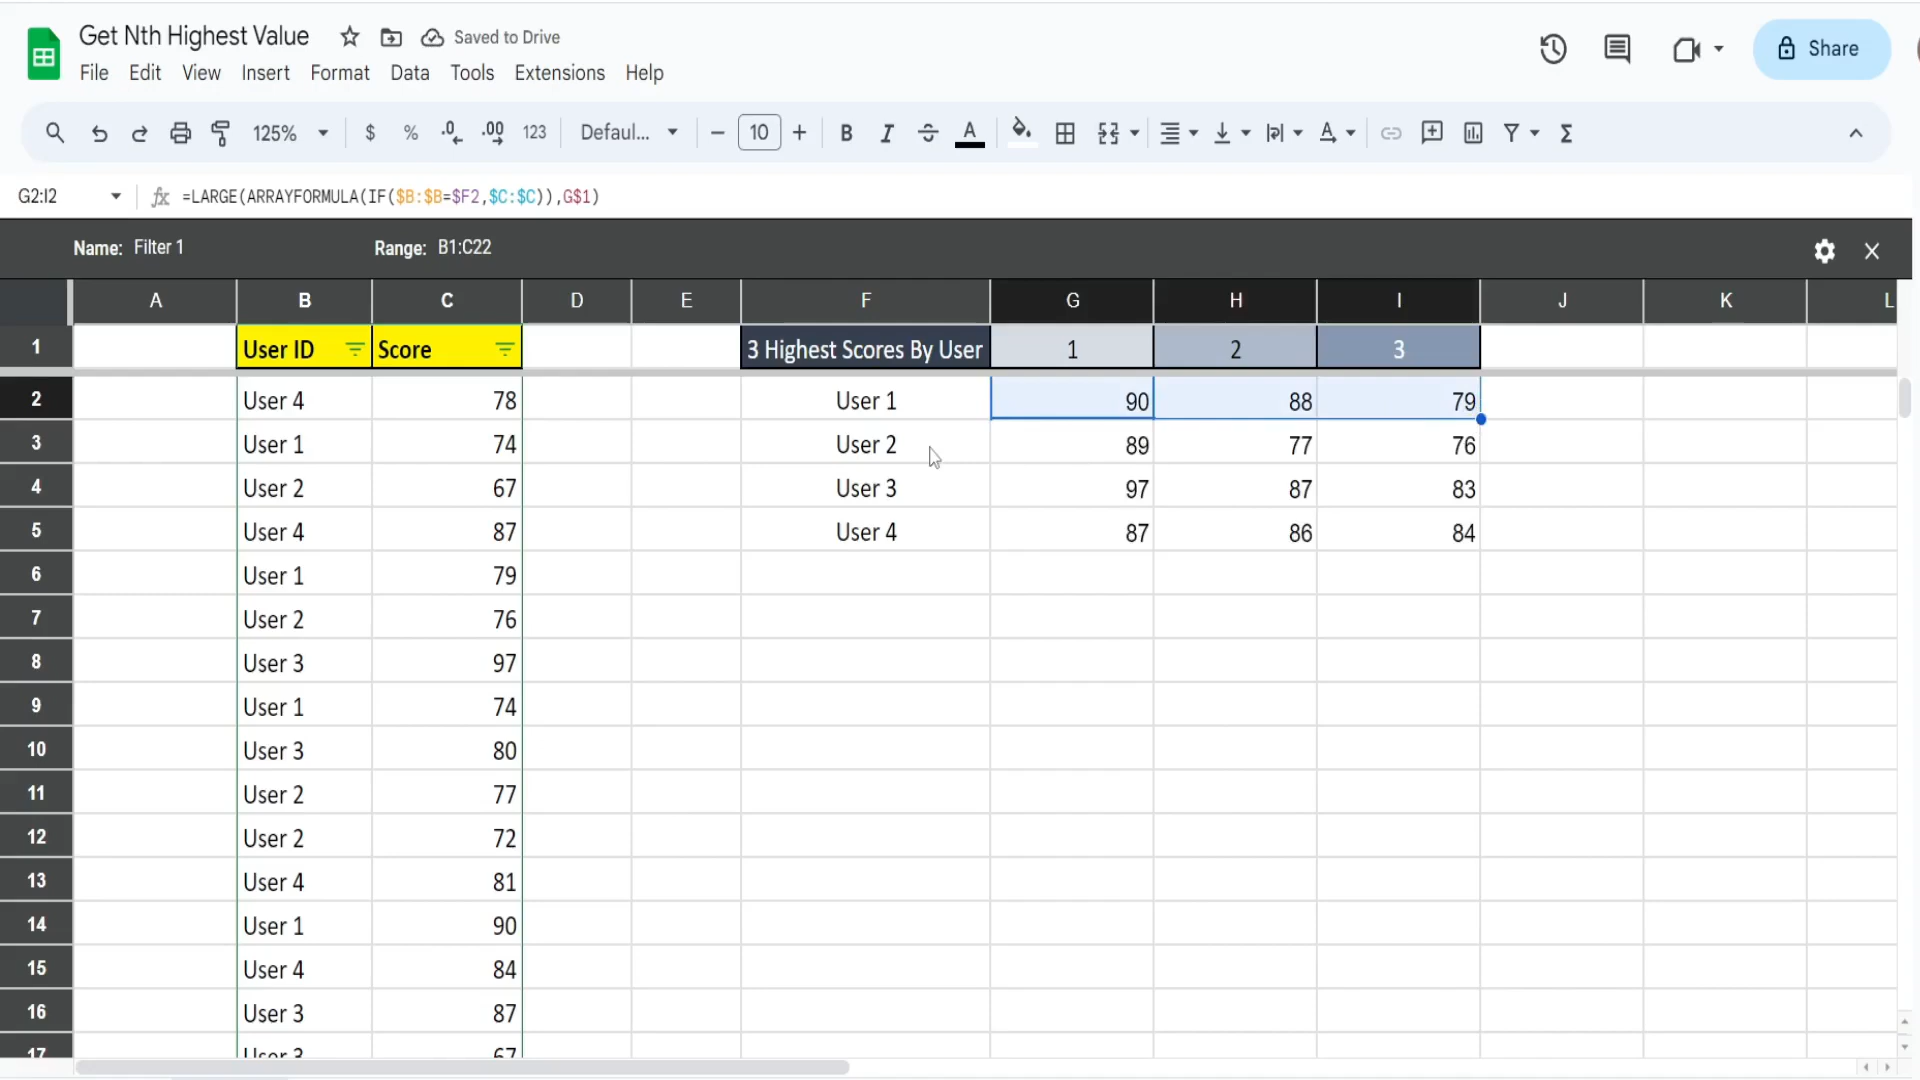 Get Nth Highest Value Saved to Drive
File Edit View Insert Format Data Tools Extensions Help
Share
125% $ % .0 .00 123 Defaul... − 10 + B I A Σ
G2:I2 fx =LARGE(ARRAYFORMULA(IF($B:$B=$F2,$C:$C)),G$1)
Name: Filter 1 Range: B1:C22
A B C D E F G H I J K L
1 User ID Score 3 Highest Scores By User 1 2 3
2 User 4 78 User 1 90 88 79
3 User 1 74 User 2 89 77 76
4 User 2 67 User 3 97 87 83
5 User 4 87 User 4 87 86 84
6 User 1 79
7 User 2 76
8 User 3 97
9 User 1 74
10 User 3 80
11 User 2 77
12 User 2 72
13 User 4 81
14 User 1 90
15 User 4 84
16 User 3 87
17 User 3 67